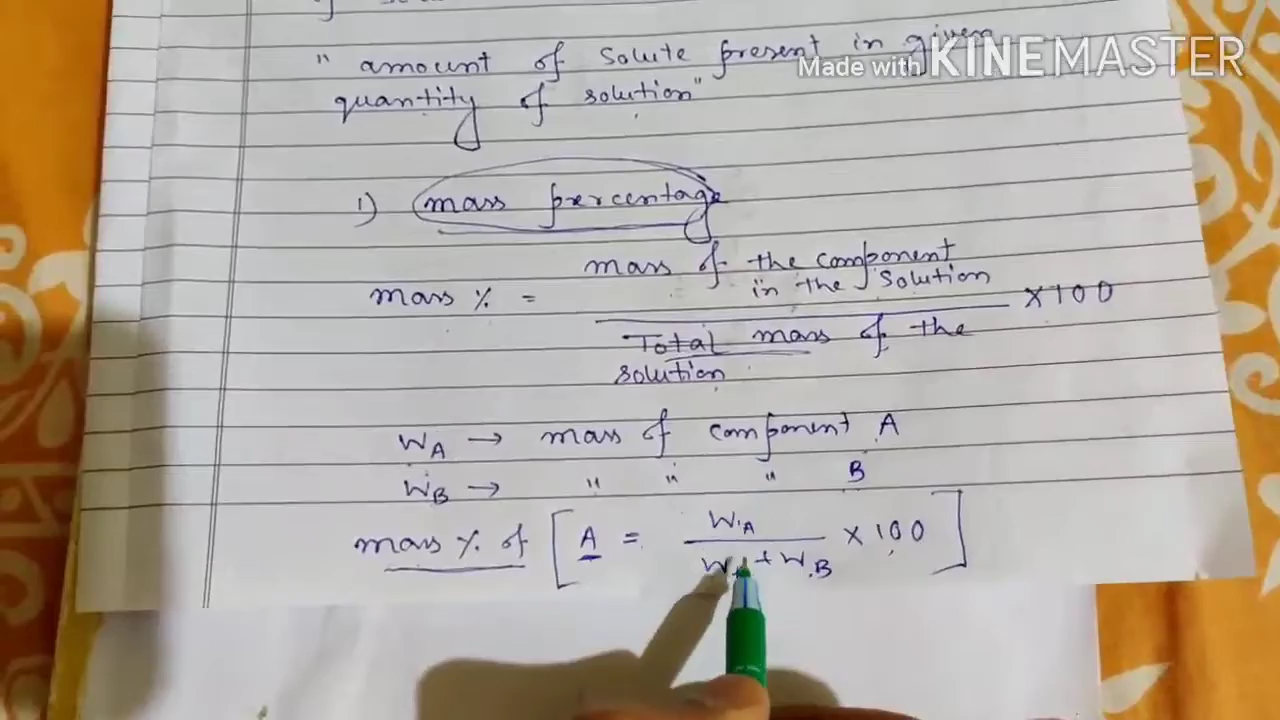 " amount of solute present in given
Made with KINEMASTER
quantity of solution"
1) mass percentage
mass % = mass of the component
in the solution
X 100
Total mass of the
solution
WA → mass of component A
WB → " " " B
mass % of [ A = WA / WA + WB X 100 ]